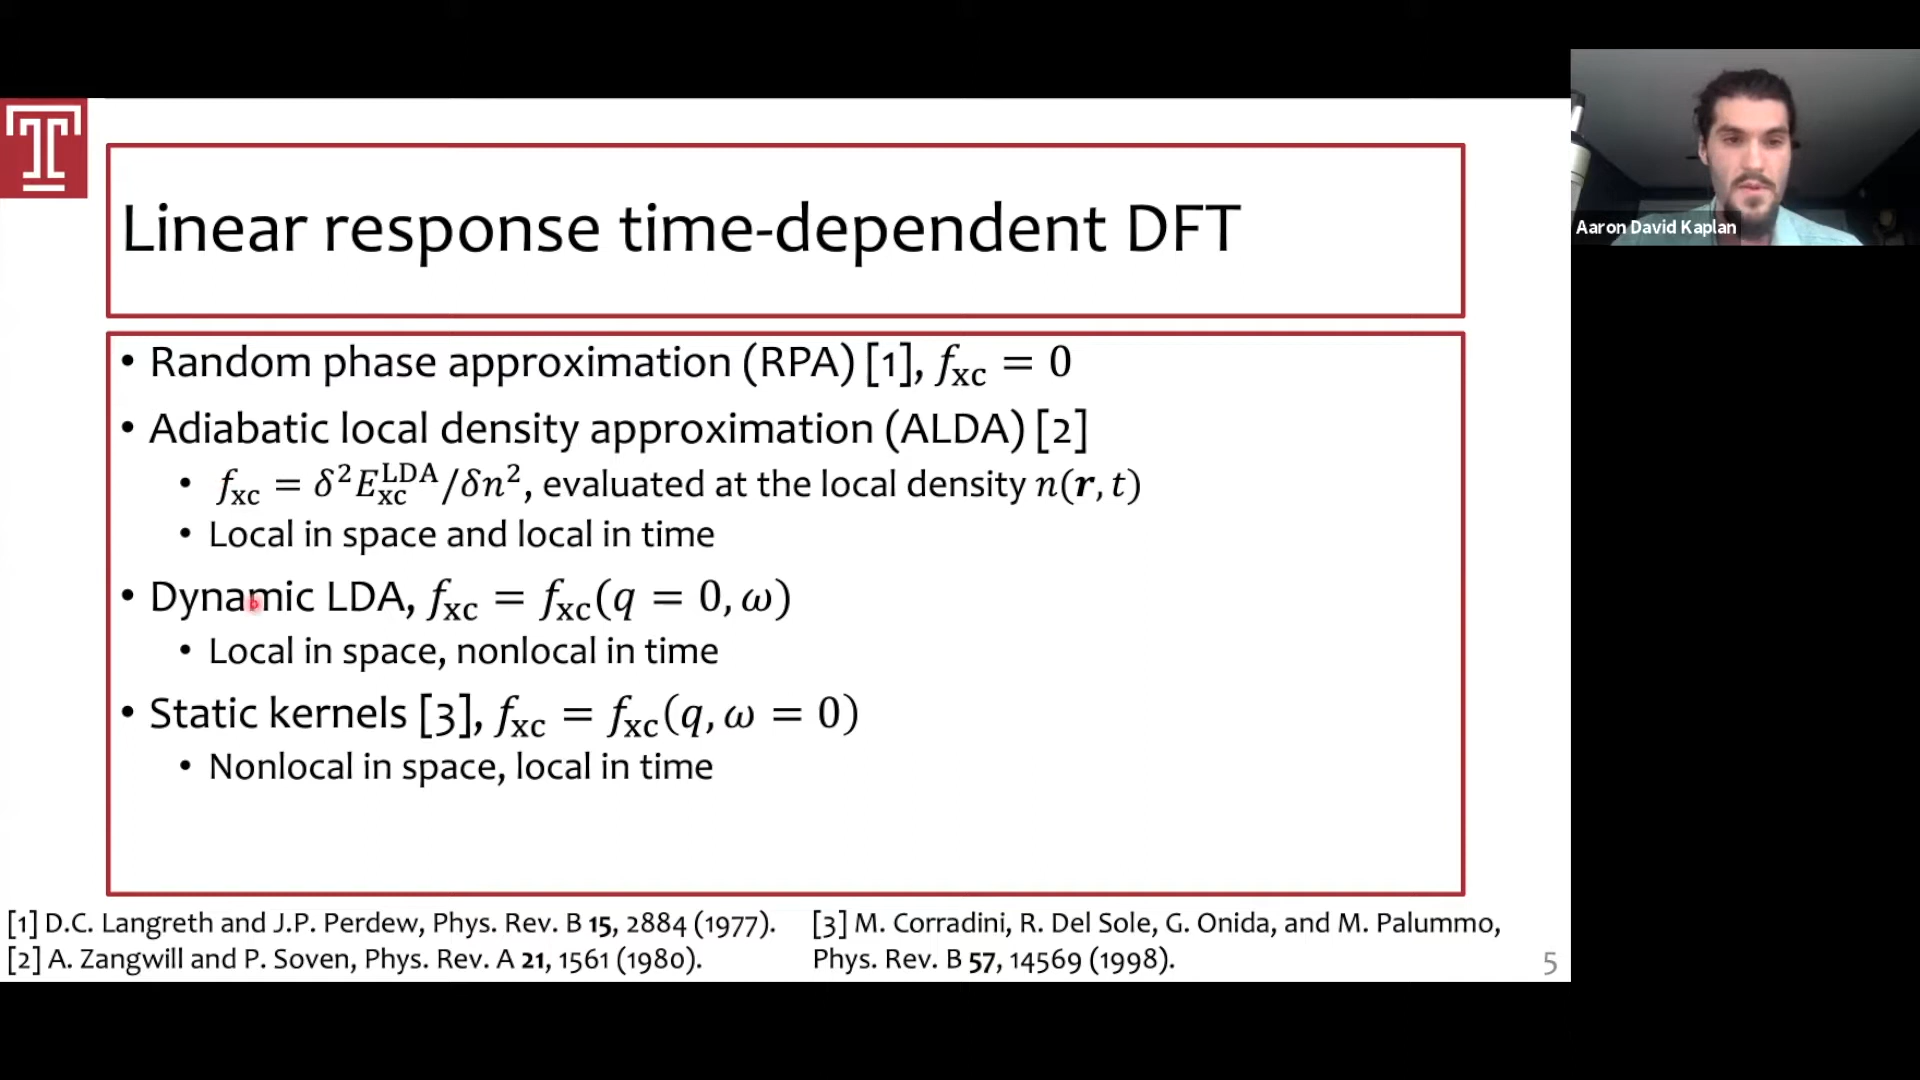 Linear response time-dependent DFT
• Random phase approximation (RPA) [1], f_xc = 0
• Adiabatic local density approximation (ALDA) [2]
• f_xc = δ²E_xc^LDA/δn², evaluated at the local density n(r, t)
• Local in space and local in time
• Dynamic LDA, f_xc = f_xc(q = 0, ω)
• Local in space, nonlocal in time
• Static kernels [3], f_xc = f_xc(q, ω = 0)
• Nonlocal in space, local in time
[1] D.C. Langreth and J.P. Perdew, Phys. Rev. B 15, 2884 (1977).
[2] A. Zangwill and P. Soven, Phys. Rev. A 21, 1561 (1980).
[3] M. Corradini, R. Del Sole, G. Onida, and M. Palummo,
Phys. Rev. B 57, 14569 (1998).
5
Aaron David Kaplan